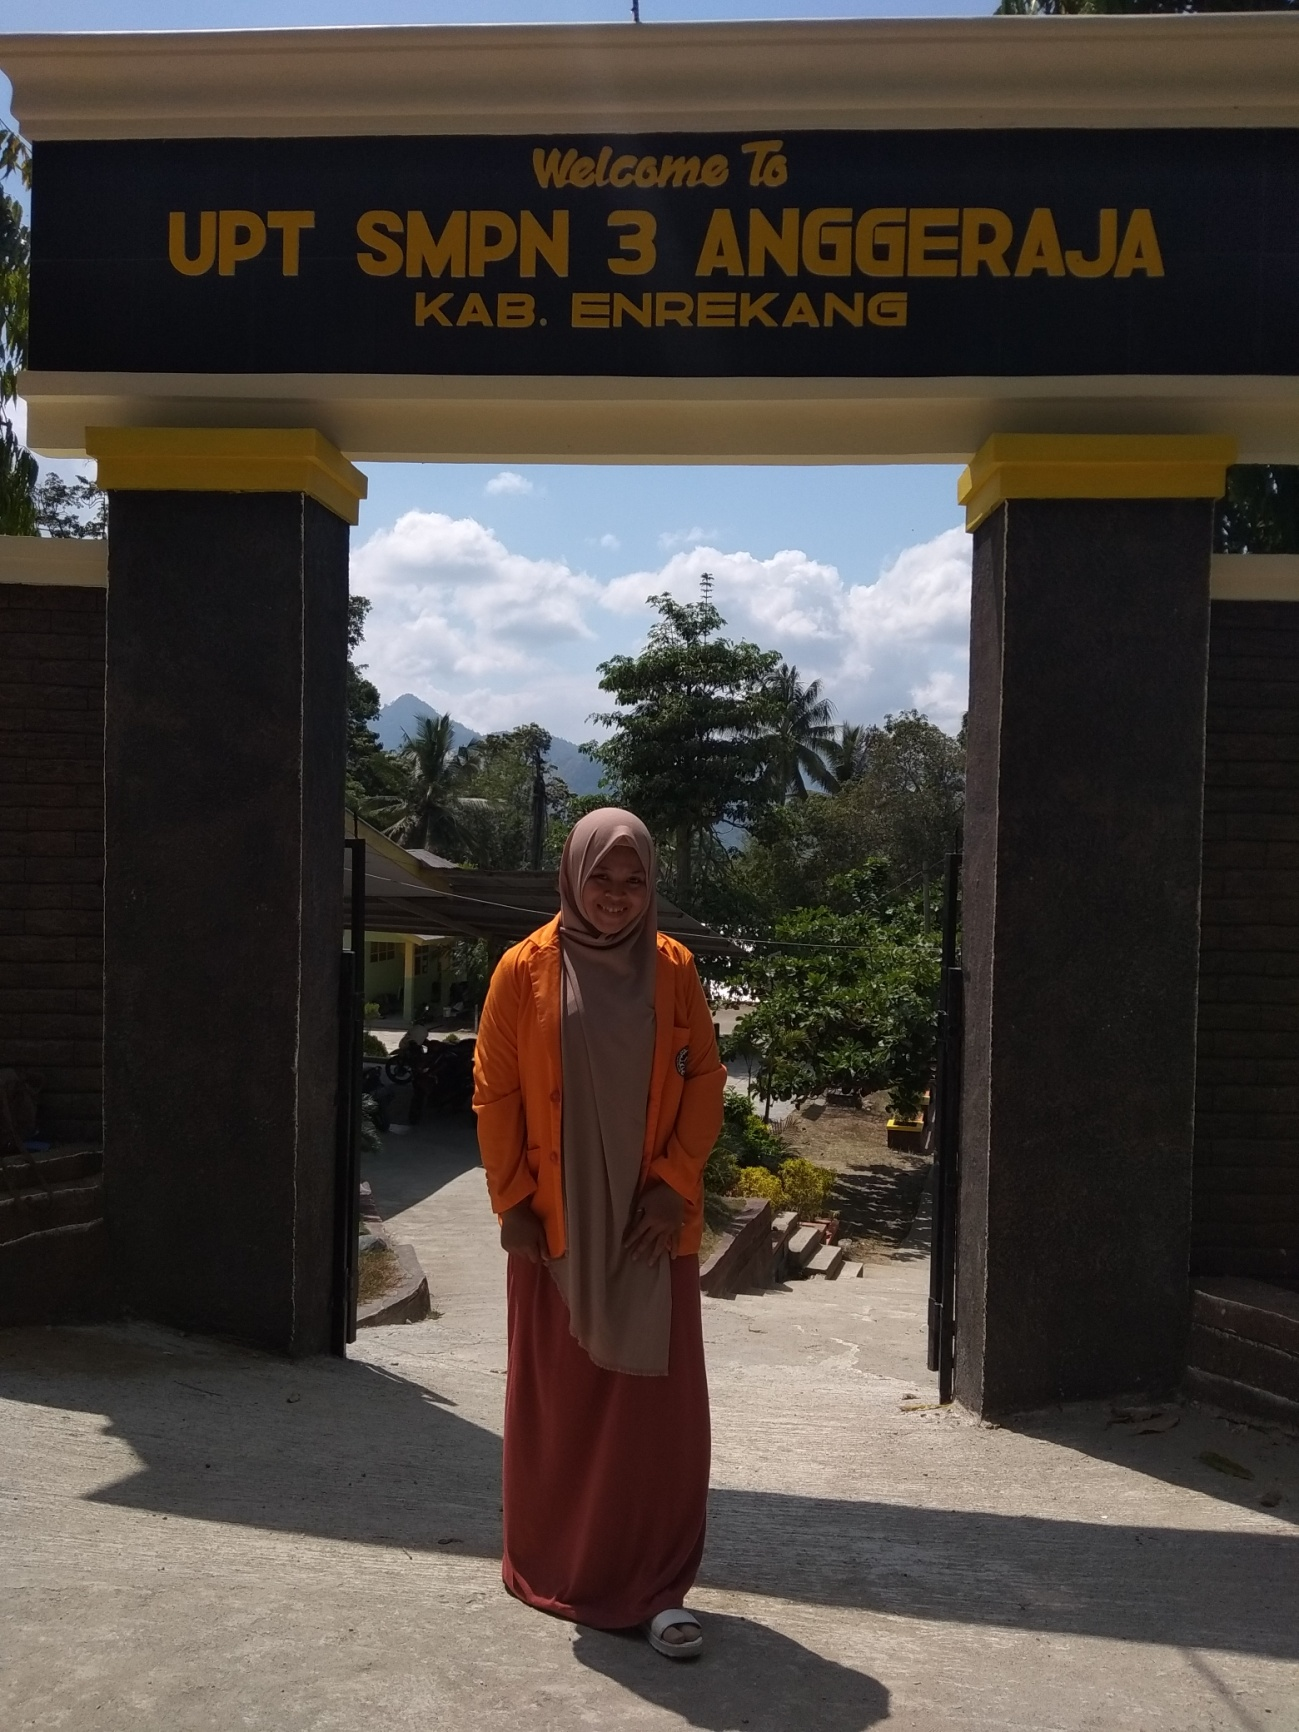 Welcome To
UPT SMPN 3 ANGGERAJA
KAB. ENREKANG